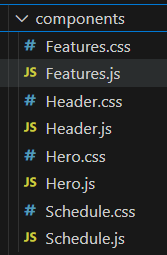 components
# Features.css
JS Features.js
# Header.css
JS Header.js
# Hero.css
JS Hero.js
# Schedule.css
JS Schedule.js